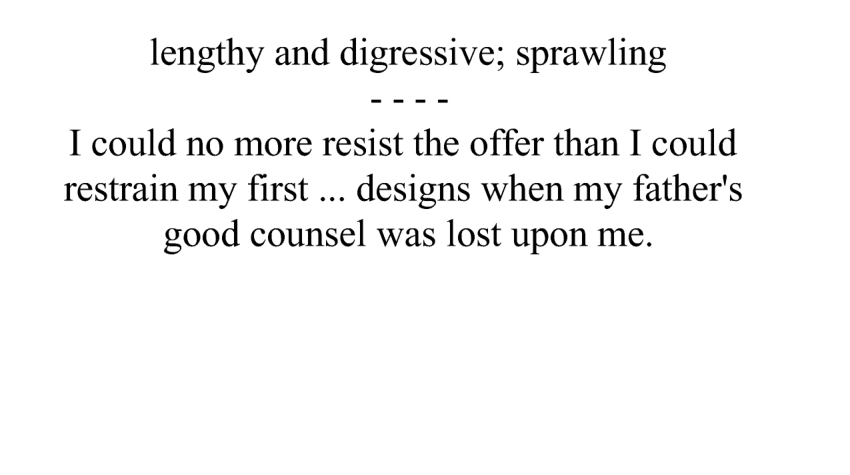 lengthy and digressive; sprawling
- - - -
I could no more resist the offer than I could
restrain my first ... designs when my father's
good counsel was lost upon me.